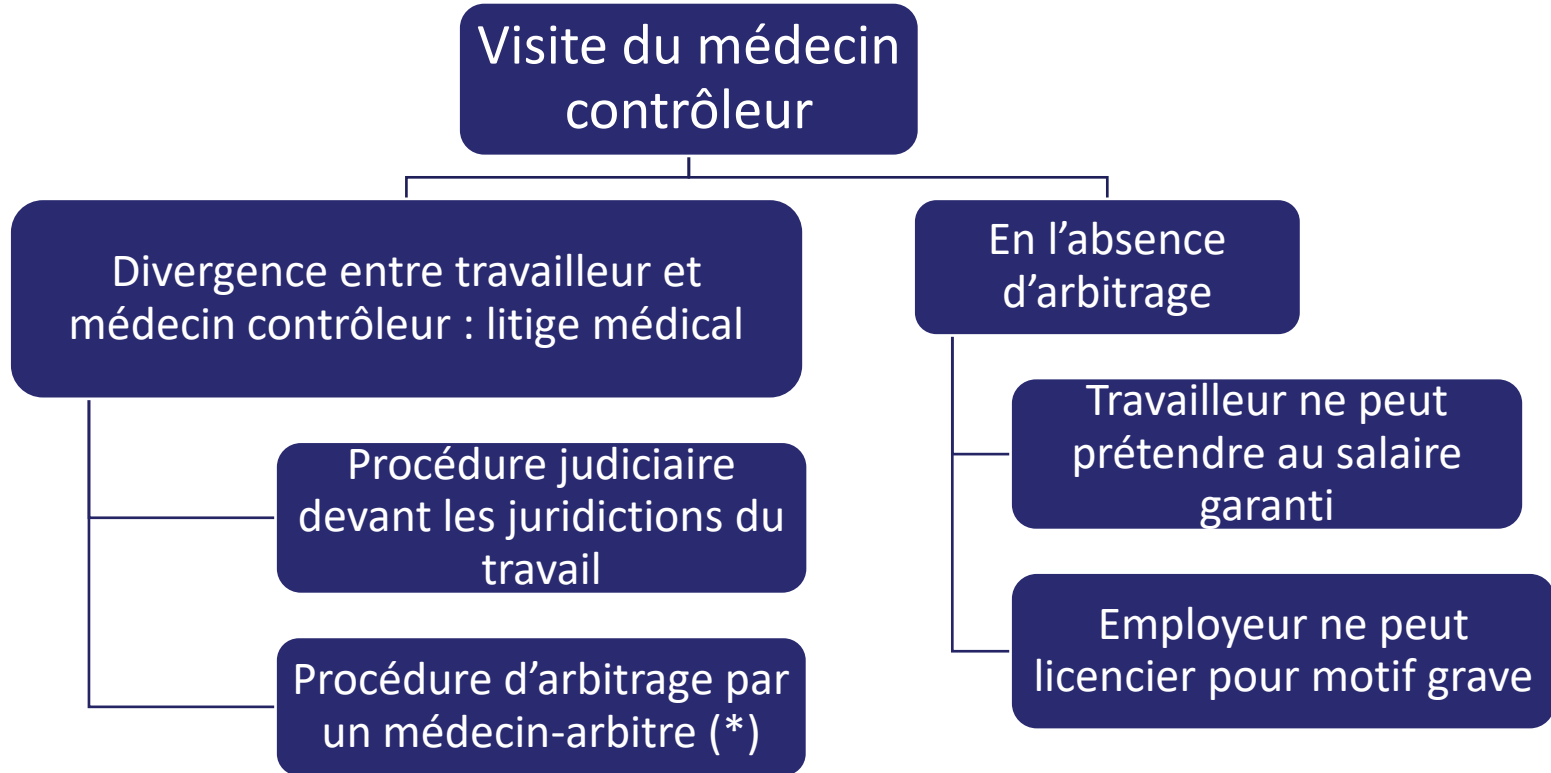 Visite du médecin
contrôleur
Divergence entre travailleur et
médecin contrôleur : litige médical
Procédure judiciaire
devant les juridictions du
travail
Procédure d’arbitrage par
un médecin-arbitre (*)
En l’absence
d’arbitrage
Travailleur ne peut
prétendre au salaire
garanti
Employeur ne peut
licencier pour motif grave